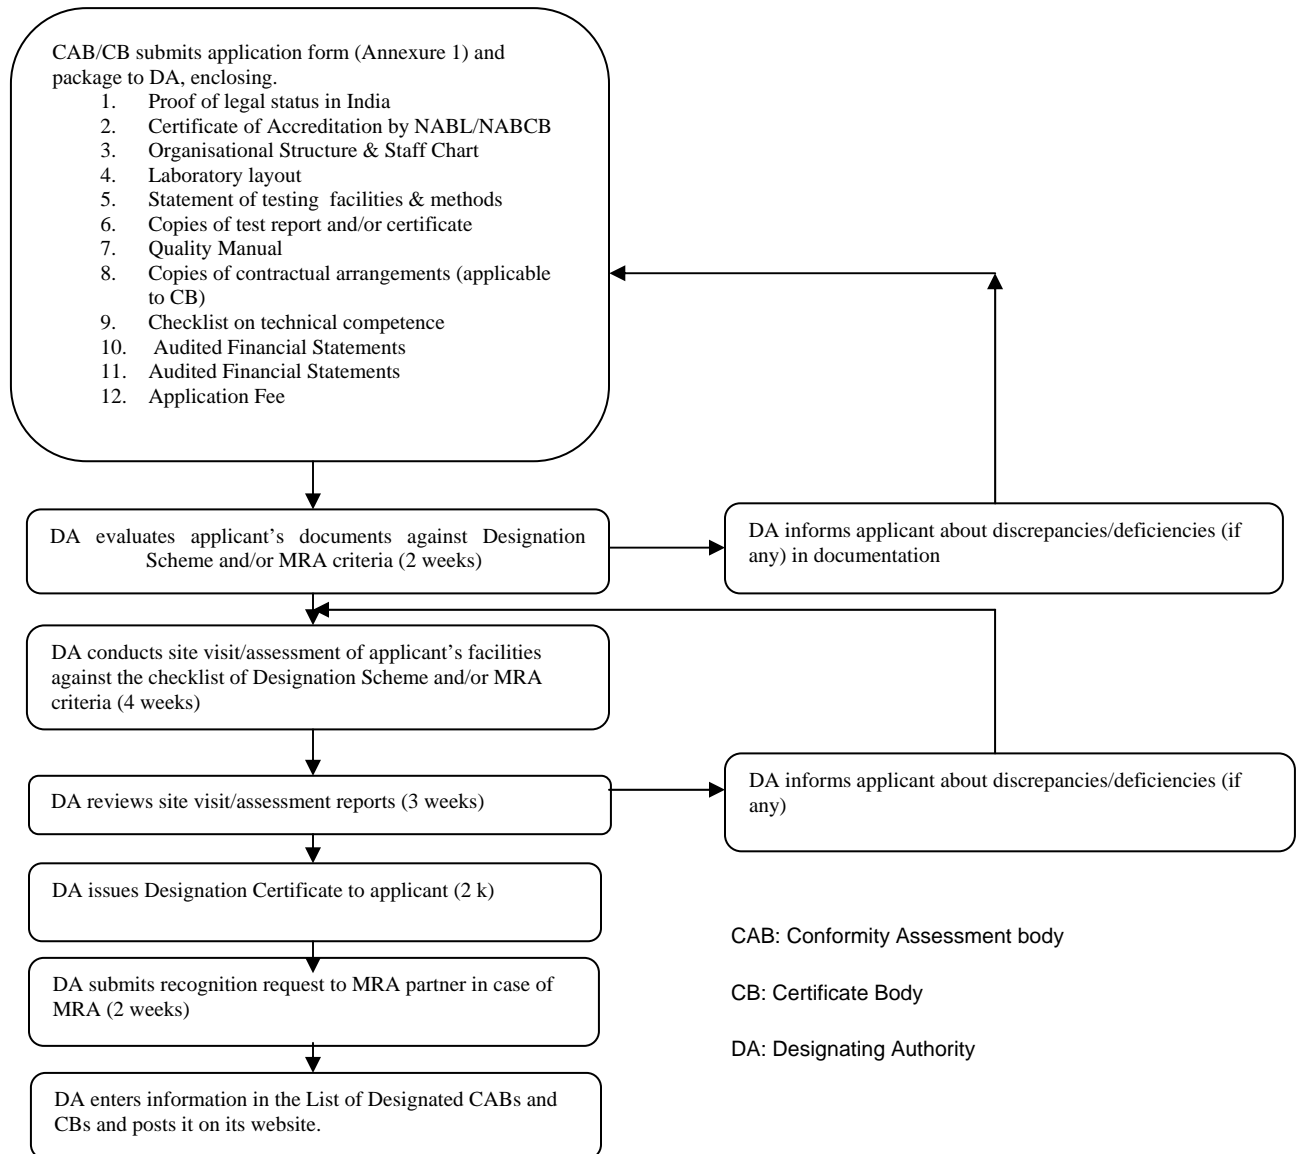 CAB/CB submits application form (Annexure 1) and
package to DA, enclosing.
1. Proof of legal status in India
2. Certificate of Accreditation by NABL/NABCB
3. Organisational Structure & Staff Chart
4. Laboratory layout
5. Statement of testing facilities & methods
6. Copies of test report and/or certificate
7. Quality Manual
8. Copies of contractual arrangements (applicable
to CB)
9. Checklist on technical competence
10. Audited Financial Statements
11. Audited Financial Statements
12. Application Fee
DA evaluates applicant’s documents against Designation
Scheme and/or MRA criteria (2 weeks)
DA informs applicant about discrepancies/deficiencies (if
any) in documentation
DA conducts site visit/assessment of applicant’s facilities
against the checklist of Designation Scheme and/or MRA
criteria (4 weeks)
DA reviews site visit/assessment reports (3 weeks)
DA informs applicant about discrepancies/deficiencies (if
any)
DA issues Designation Certificate to applicant (2 k)
DA submits recognition request to MRA partner in case of
MRA (2 weeks)
DA enters information in the List of Designated CABs and
CBs and posts it on its website.
CAB: Conformity Assessment body
CB: Certificate Body
DA: Designating Authority